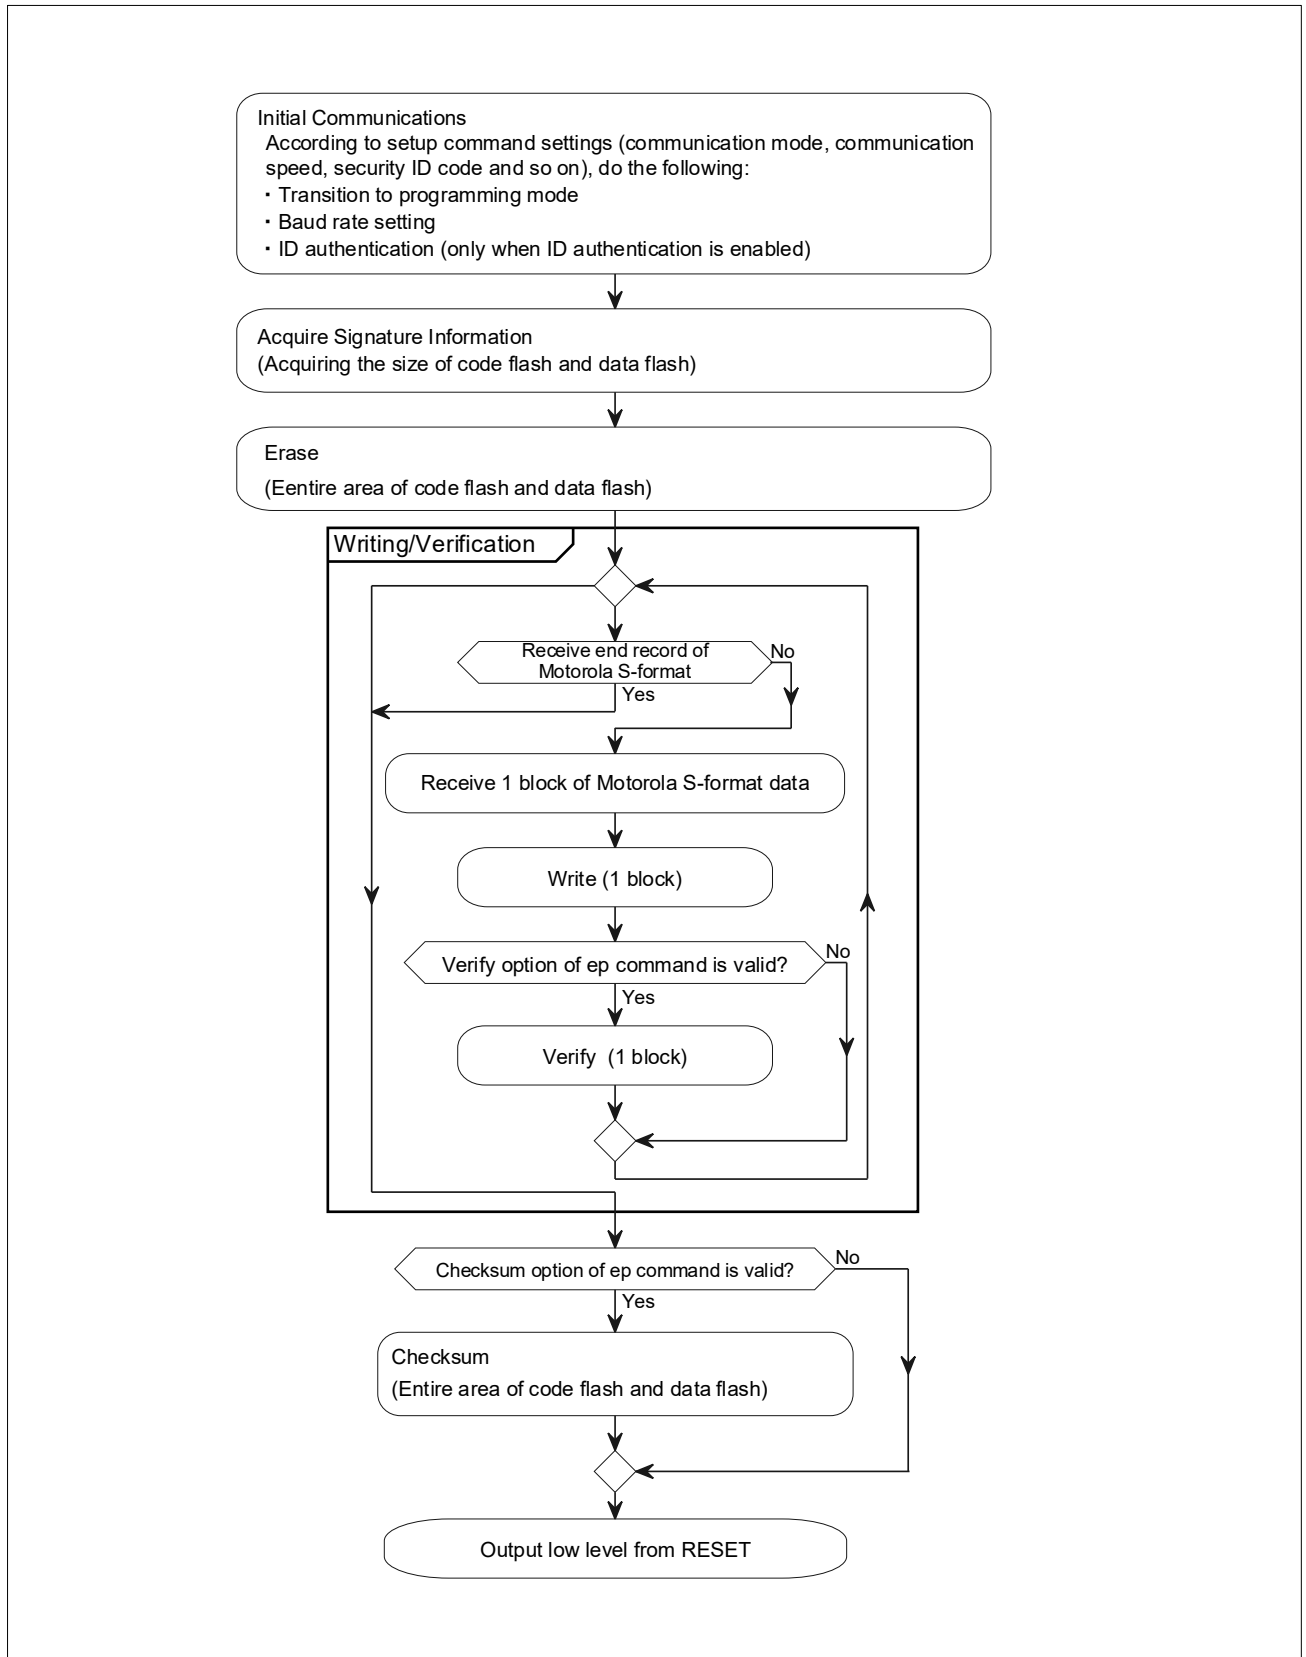 Initial Communications
According to setup command settings (communication mode, communication
speed, security ID code and so on), do the following:
・Transition to programming mode
・Baud rate setting
・ID authentication (only when ID authentication is enabled)
Acquire Signature Information
(Acquiring the size of code flash and data flash)
Erase
(Eentire area of code flash and data flash)
Writing/Verification
Receive end record of
Motorola S-format
No
Yes
Receive 1 block of Motorola S-format data
Write (1 block)
Verify option of ep command is valid?
No
Yes
Verify  (1 block)
Checksum option of ep command is valid?
No
Yes
Checksum
(Entire area of code flash and data flash)
Output low level from RESET